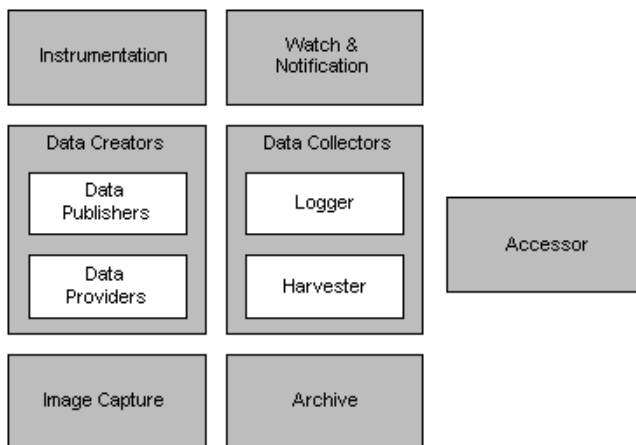 Instrumentation
Watch &
Notification
Data Creators
Data
Publishers
Data
Providers
Data Collectors
Logger
Harvester
Accessor
Image Capture
Archive